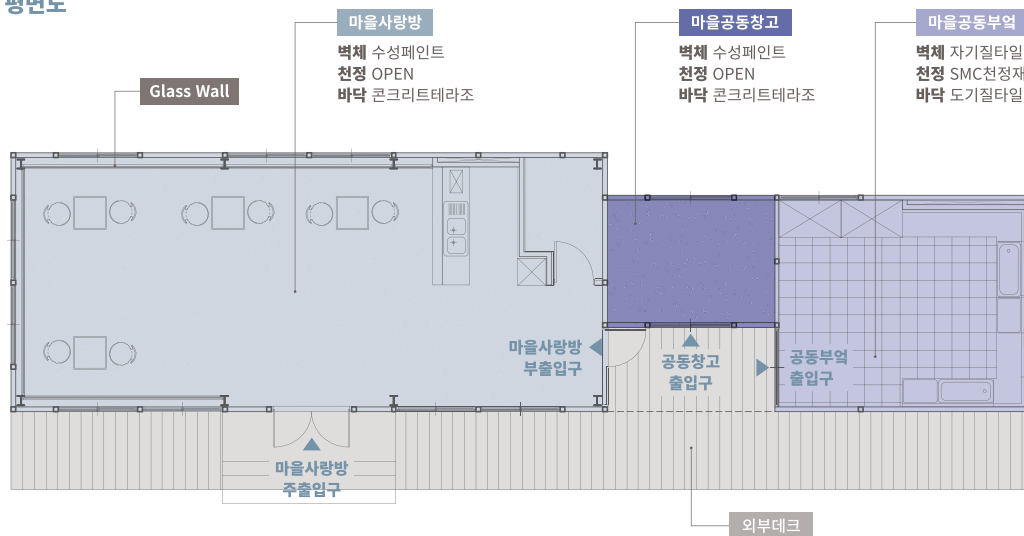 평면도
마을사랑방
벽체 수성페인트
천정 OPEN
바닥 콘크리트테라조
마을공동창고
벽체 수성페인트
천정 OPEN
바닥 콘크리트테라조
마을공동부엌
벽체 자기질타일
천정 SMC천정재
바닥 도기질타일
Glass Wall
마을사랑방
부출입구
공동창고
출입구
공동부엌
출입구
마을사랑방
주출입구
외부데크